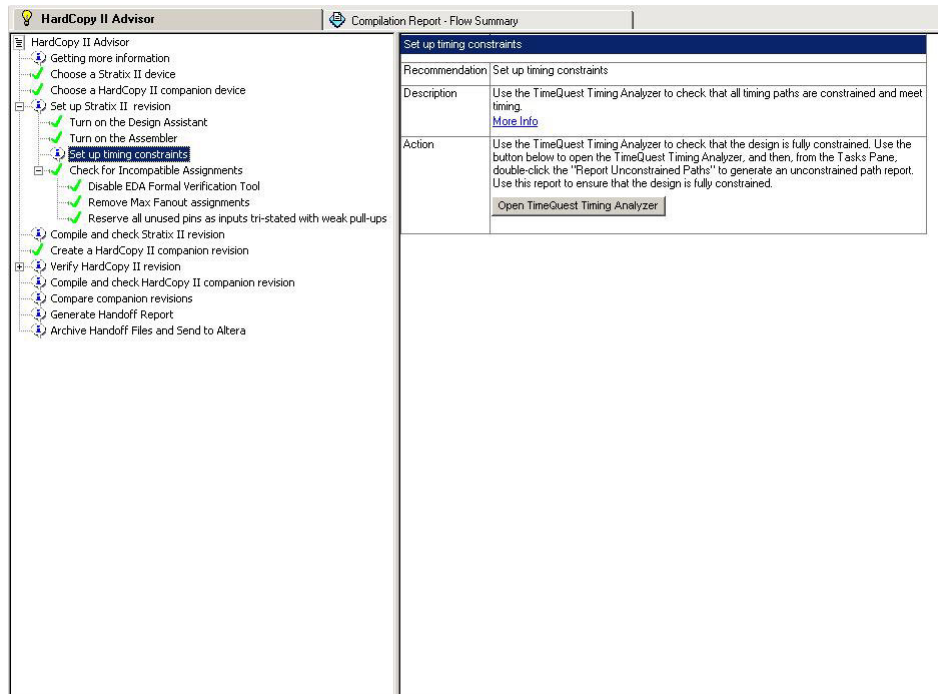 HardCopy II Advisor
Compilation Report - Flow Summary
HardCopy II Advisor
Getting more information
Choose a Stratix II device
Choose a HardCopy II companion device
Set up Stratix II revision
Turn on the Design Assistant
Turn on the Assembler
Set up timing constraints
Check for Incompatible Assignments
Disable EDA Formal Verification Tool
Remove Max Fanout assignments
Reserve all unused pins as inputs tri-stated with weak pull-ups
Compile and check Stratix II revision
Create a HardCopy II companion revision
Verify HardCopy II revision
Compile and check HardCopy II companion revision
Compare companion revisions
Generate Handoff Report
Archive Handoff Files and Send to Altera
Set up timing constraints
Recommendation Set up timing constraints
Description Use the TimeQuest Timing Analyzer to check that all timing paths are constrained and meet
timing.
More Info
Action Use the TimeQuest Timing Analyzer to check that the design is fully constrained. Use the
button below to open the TimeQuest Timing Analyzer, and then, from the Tasks Pane,
double-click the "Report Unconstrained Paths" to generate an unconstrained path report.
Use this report to ensure that the design is fully constrained.
Open TimeQuest Timing Analyzer